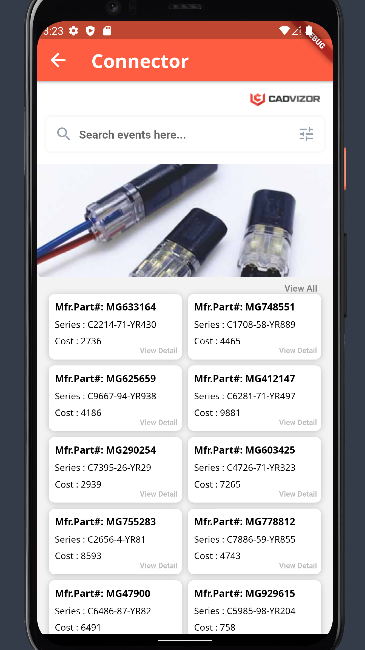 3:23
DEBUG
Connector
CADVIZOR
Search events here...
View All
Mfr.Part#: MG633164
Series : C2214-71-YR430
Cost : 2736
View Detail
Mfr.Part#: MG748551
Series : C1708-58-YR889
Cost : 4465
View Detail
Mfr.Part#: MG625659
Series : C9667-94-YR938
Cost : 4186
View Detail
Mfr.Part#: MG412147
Series : C6281-71-YR497
Cost : 9881
View Detail
Mfr.Part#: MG290254
Series : C7395-26-YR29
Cost : 2939
View Detail
Mfr.Part#: MG603425
Series : C4726-71-YR323
Cost : 7265
View Detail
Mfr.Part#: MG755283
Series : C2656-4-YR81
Cost : 8593
View Detail
Mfr.Part#: MG778812
Series : C7886-59-YR855
Cost : 4743
View Detail
Mfr.Part#: MG47900
Series : C6486-87-YR82
Cost : 6491
Mfr.Part#: MG929615
Series : C5985-98-YR204
Cost : 758